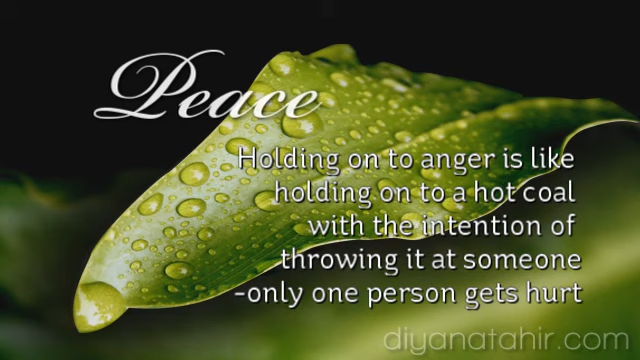 Peace
Holding on to anger is like
holding on to a hot coal
with the intention of
throwing it at someone
-only one person gets hurt
diyanatahir.com